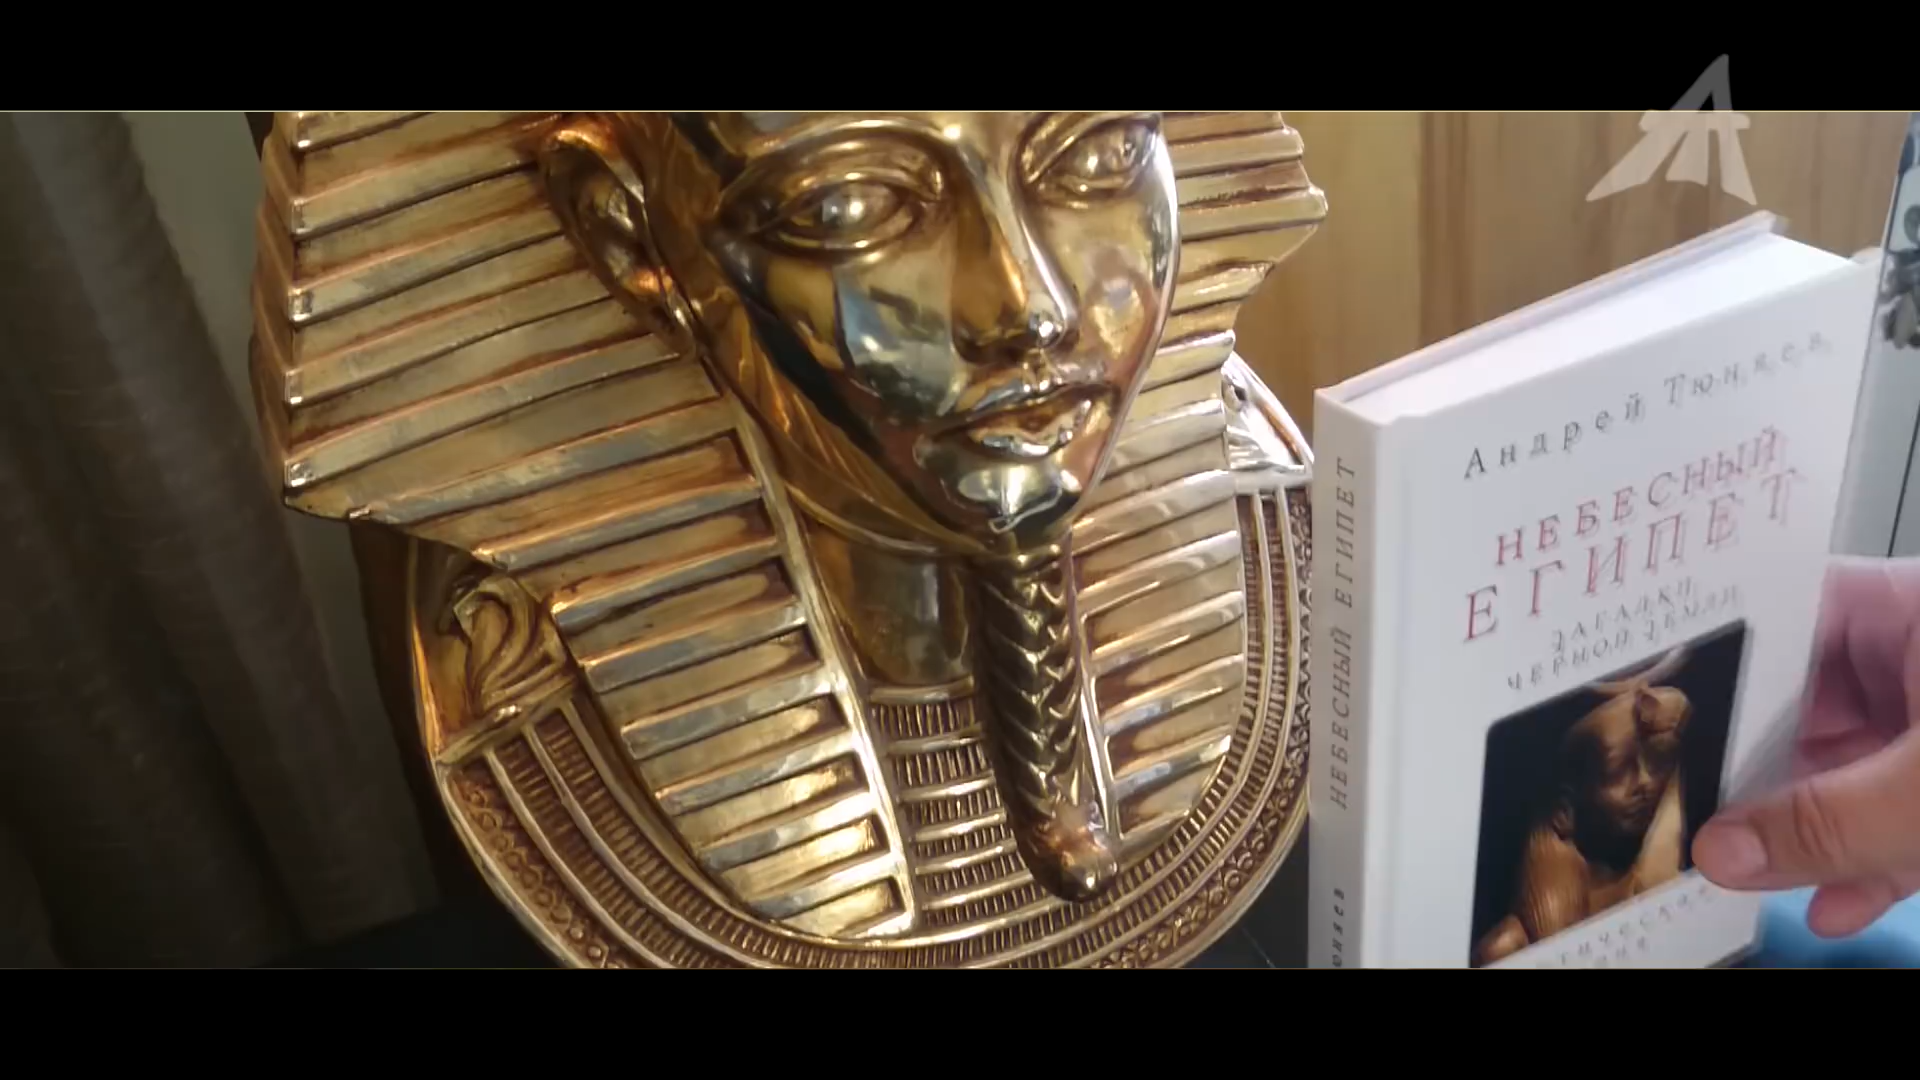 Андрей Тюняев
НЕБЕСНЫЙ
ЕГИПЕТ
ЗАГАДКИ
ЧЕРНОЙ ЗЕМЛИ
НЕБЕСНЫЙ ЕГИПЕТ